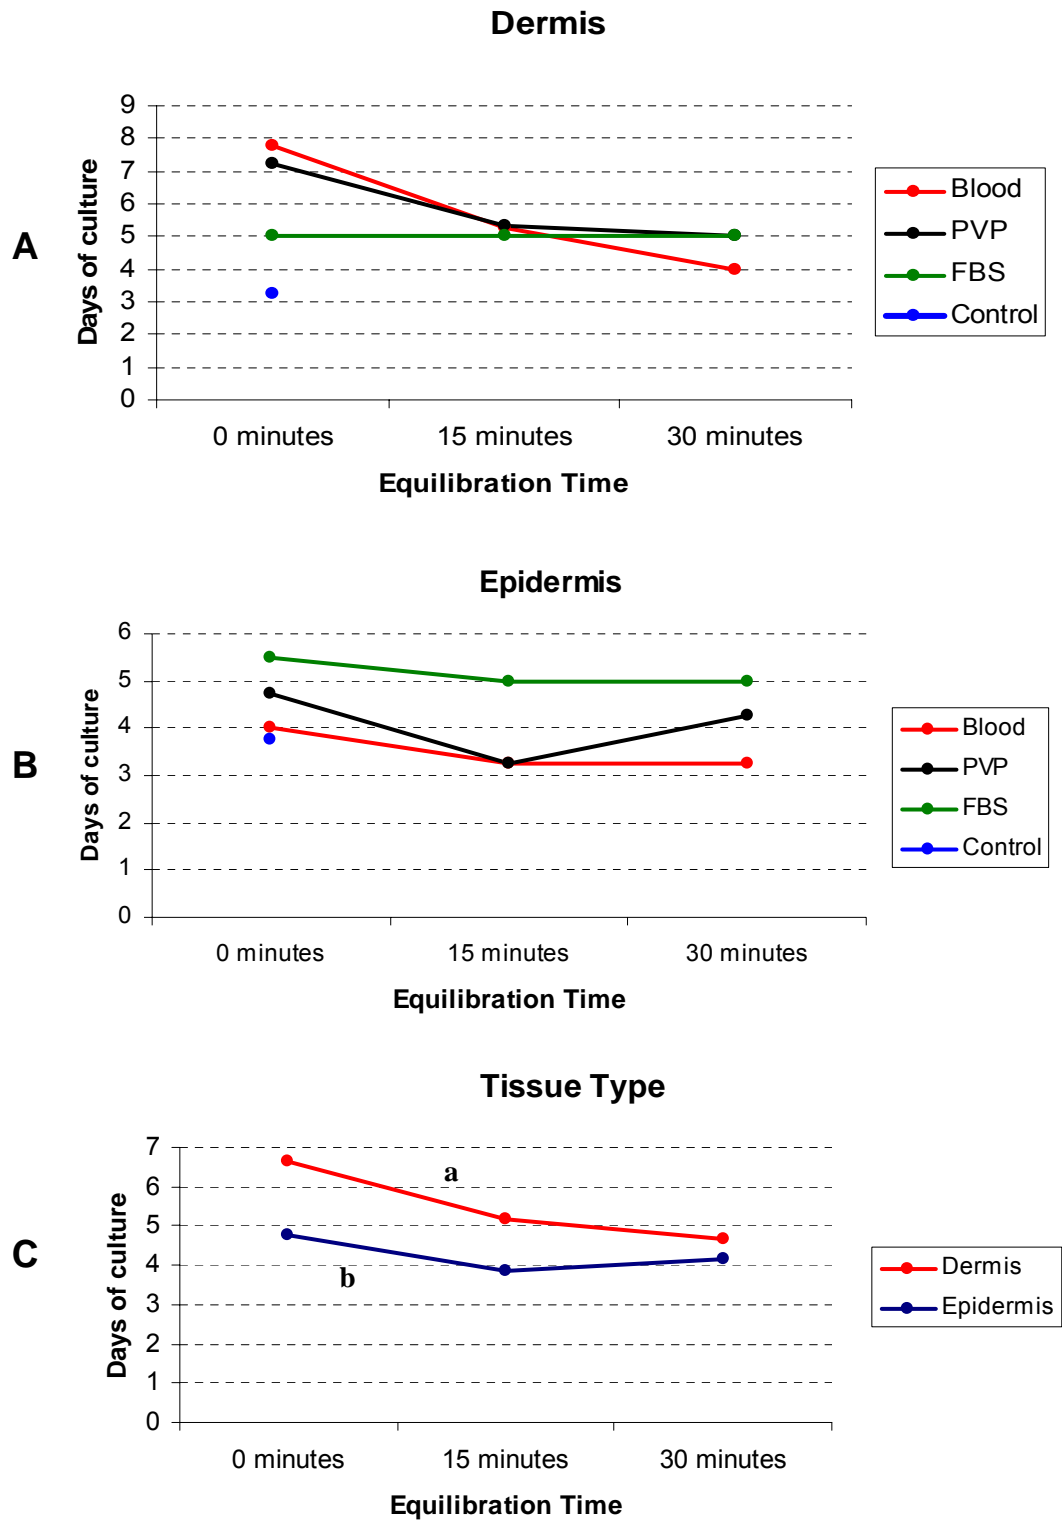 Dermis
A
Days of culture
9
8
7
6
5
4
3
2
1
0
0 minutes 15 minutes 30 minutes
Equilibration Time
Blood
PVP
FBS
Control
Epidermis
B
Days of culture
6
5
4
3
2
1
0
0 minutes 15 minutes 30 minutes
Equilibration Time
Blood
PVP
FBS
Control
Tissue Type
C
Days of culture
7
6
5
4
3
2
1
0
a
b
0 minutes 15 minutes 30 minutes
Equilibration Time
Dermis
Epidermis